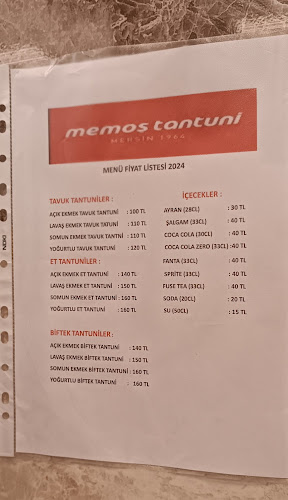 memos tantuni
MERSİN 1966
MENÜ FİYAT LİSTESİ 2024
TAVUK TANTUNİLER :
AÇIK EKMEK TAVUK TANTUNİ : 100 TL
LAVAŞ EKMEK TAVUK TATUNİ : 110 TL
SOMUN EKMEK TAVUK TATNNİ : 110 TL
YOĞURTLU TAVUK TANTUNİ : 120 TL
ET TANTUNİLER :
AÇIK EKMEK ET TANTUNİ : 140 TL
LAVAŞ EKMEK ET TANTUNİ : 150 TL
SOMUN EKMEK ET TANTUNİ : 160 TL
YOĞURTLU ET TANTUNİ : 160 TL
BİFTEK TANTUNİLER :
AÇIK EKMEK BİFTEK TANTUNİ : 140 TL
LAVAŞ EKMEK BİFTEK TANTUNİ : 150 TL
SOMUN EKMEK BİFTEK TANTUNİ : 160 TL
YOĞURTLU BİFTEK TANTUNİ : 160 TL
İÇECEKLER :
AYRAN (28CL) : 30 TL
ŞALGAM (33CL) : 40 TL
COCA COLA (30CL) : 40 TL
COCA COLA ZERO (33CL) :40 TL
FANTA (33CL) : 40 TL
SPRİTE (33CL) : 40 TL
FUSE TEA (33CL) : 40 TL
SODA (20CL) : 20 TL
SU (50CL) : 15 TL